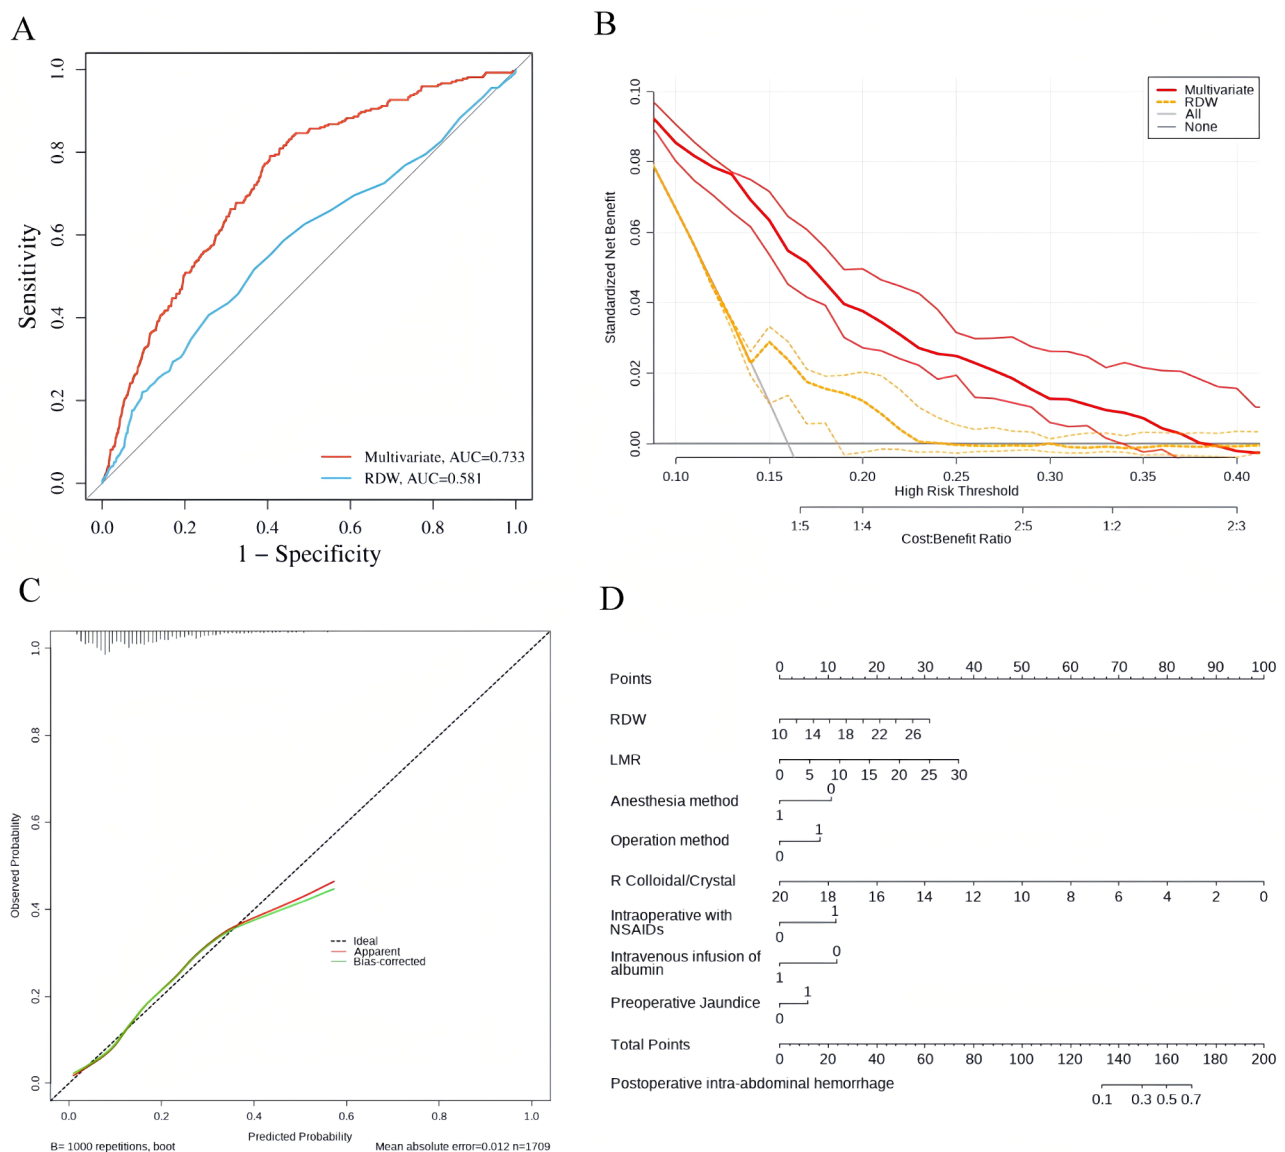 A
Sensitivity
1.0
0.8
0.6
0.4
0.2
0.0
Multivariate, AUC=0.733
RDW, AUC=0.581
0.0 0.2 0.4 0.6 0.8 1.0
1 – Specificity
B
Standardized Net Benefit
0.10
0.08
0.06
0.04
0.02
0.00
Multivariate
RDW
All
None
0.10 0.15 0.20 0.25 0.30 0.35 0.40
High Risk Threshold
1:5 1:4 2:5 1:2 2:3
Cost:Benefit Ratio
C
Observed Probability
1.0
0.8
0.6
0.4
0.2
0.0
Ideal
Apparent
Bias-corrected
0.0 0.2 0.4 0.6 0.8 1.0
Predicted Probability
B= 1000 repetitions, boot
Mean absolute error=0.012 n=1709
D
0 10 20 30 40 50 60 70 80 90 100
Points
RDW
10 14 18 22 26
LMR
0 5 10 15 20 25 30
0
Anesthesia method
1
1
Operation method
0
R Colloidal/Crystal
20 18 16 14 12 10 8 6 4 2 0
1
Intraoperative with
NSAIDs
0
0
Intravenous infusion of
albumin
1
1
Preoperative Jaundice
0
Total Points
0 20 40 60 80 100 120 140 160 180 200
Postoperative intra-abdominal hemorrhage
0.1 0.3 0.5 0.7